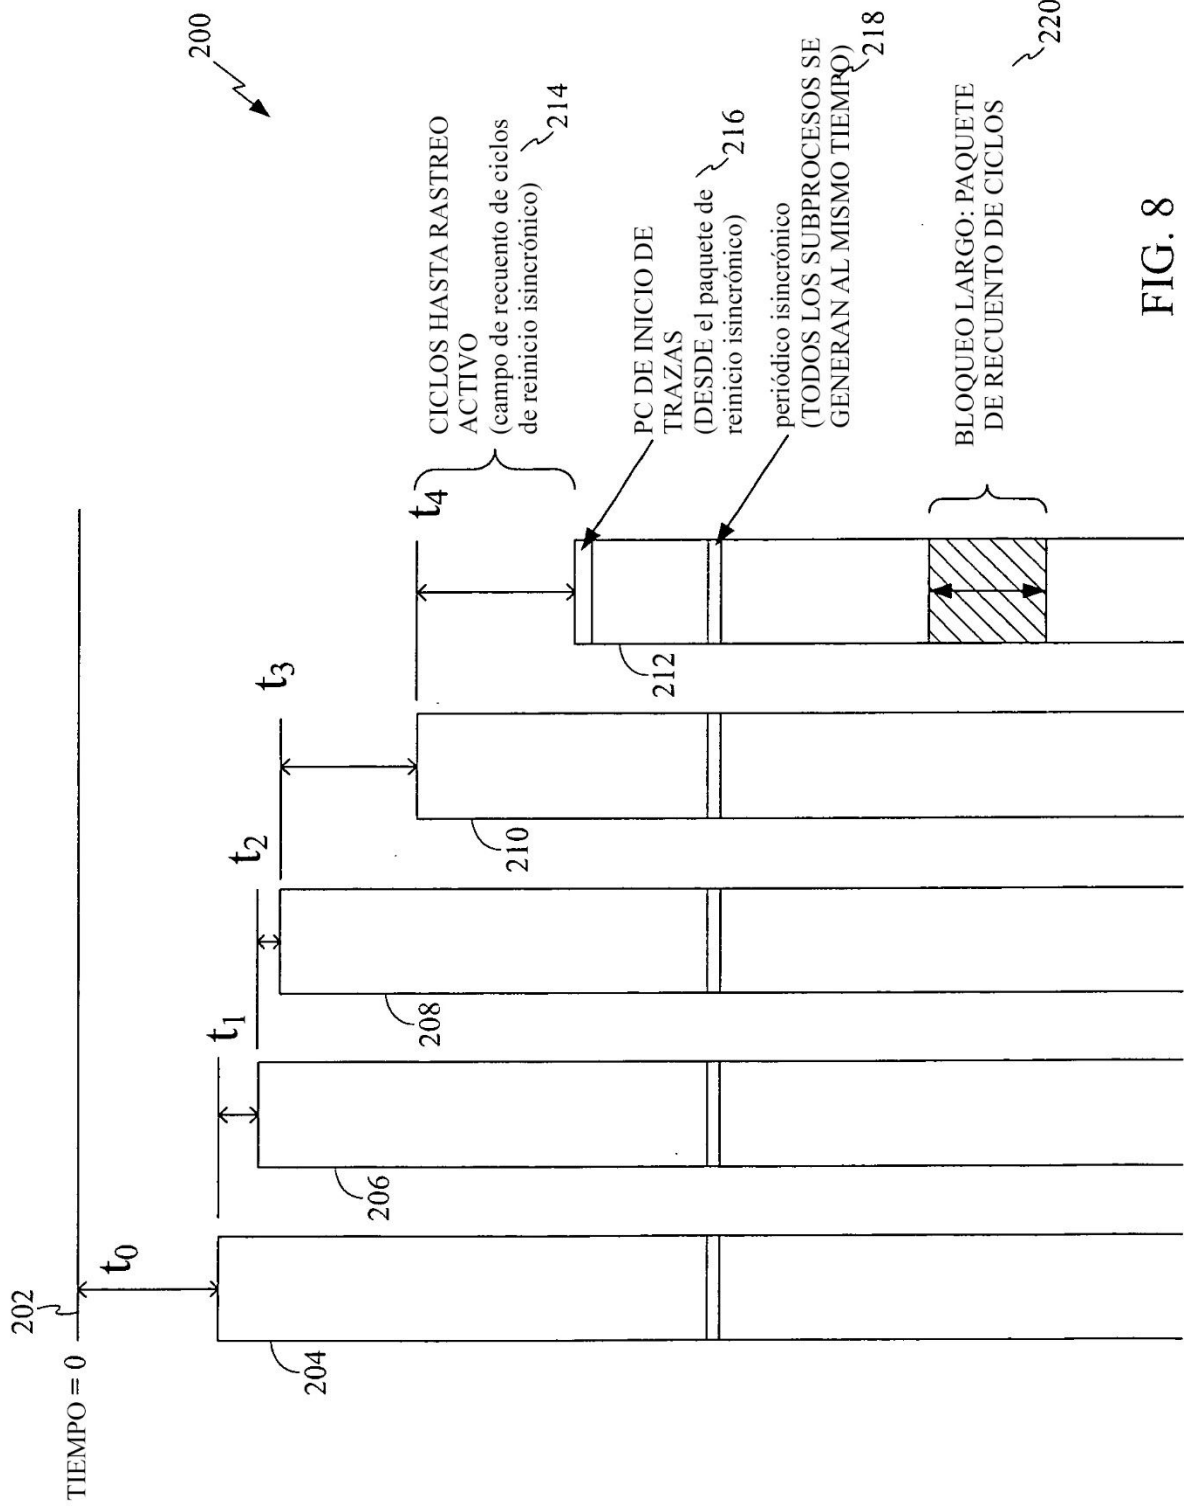 200
TIEMPO = 0
202
t0
t1
t2
t3
t4
204
206
208
210
212
CICLOS HASTA RASTREO
ACTIVO
(campo de recuento de ciclos
de reinicio isincrónico)
214
PC DE INICIO DE
TRAZAS
(DESDE el paquete de
reinicio isincrónico)
216
periódico isincrónico
(TODOS LOS SUBPROCESOS SE
GENERAN AL MISMO TIEMPO)
218
BLOQUEO LARGO: PAQUETE
DE RECUENTO DE CICLOS
220
FIG. 8